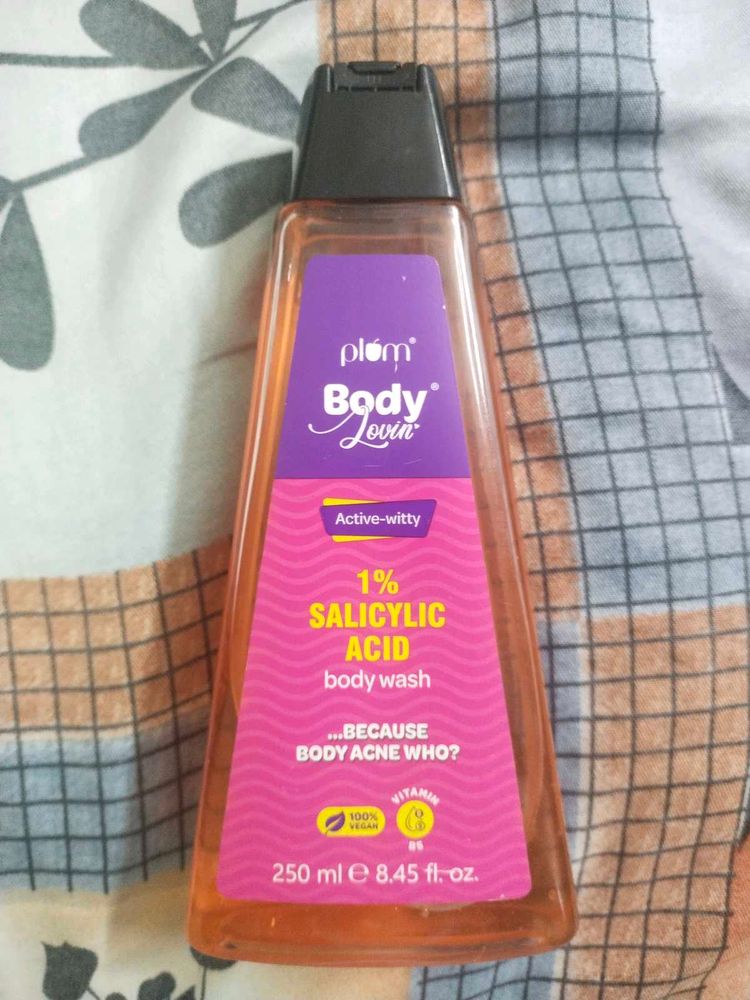 plum®
Body®
Lovin'
Active-witty
1%
SALICYLIC
ACID
body wash
...BECAUSE
BODY ACNE WHO?
100%
VEGAN
VITAMIN
B5
250 ml ℮ 8.45 fl. oz.